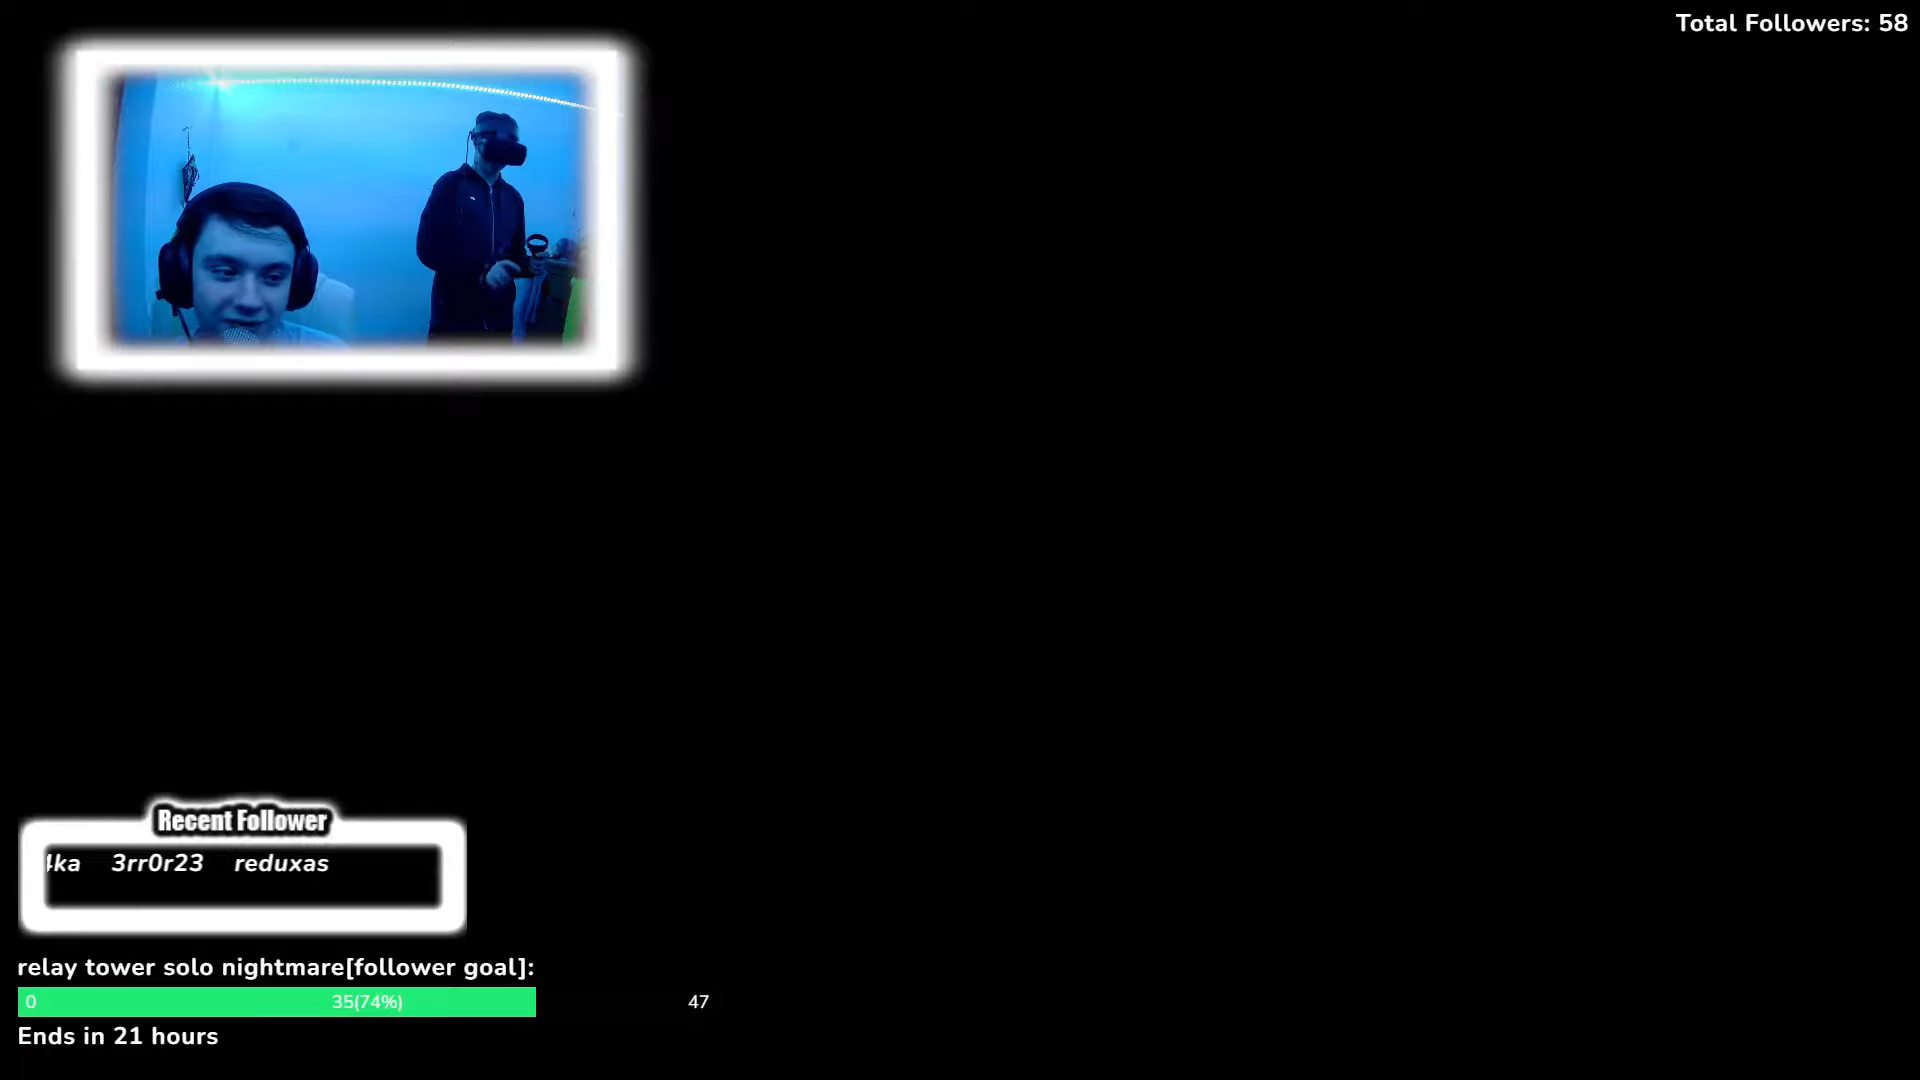 Total Followers: 58
Recent Follower
3rr0r23 reduxas
relay tower solo nightmare[follower goal]:
0 35(74%) 47
Ends in 21 hours